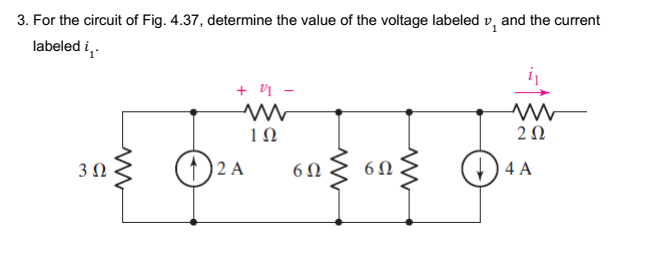 3. For the circuit of Fig. 4.37, determine the value of the voltage labeled v₁ and the current
labeled i₁.
+ v₁ −
i₁
1 Ω
2 Ω
3 Ω
2 A
6 Ω
6 Ω
4 A